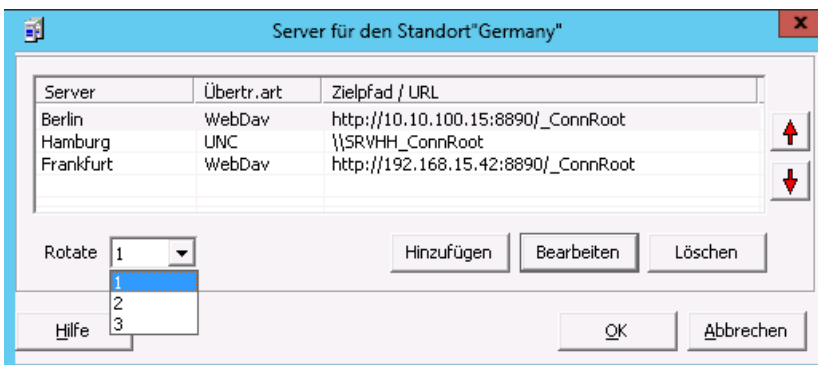 Server für den Standort"Germany"
x
Server Übertr.art Zielpfad / URL
Berlin WebDav http://10.10.100.15:8890/_ConnRoot
Hamburg UNC \\SRVHH_ConnRoot
Frankfurt WebDav http://192.168.15.42:8890/_ConnRoot
Rotate 1 Hinzufügen Bearbeiten Löschen
1
2
3
Hilfe OK Abbrechen